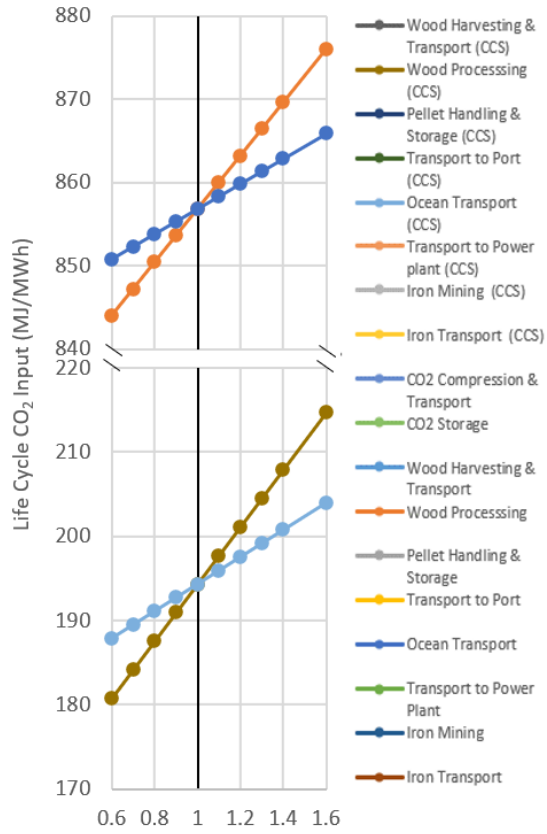 880
870
860
850
840
220
210
200
190
180
170
0.6 0.8 1 1.2 1.4 1.6
Life Cycle CO2 Input (MJ/MWh)
Wood Harvesting &
Transport (CCS)
Wood Processsing
(CCS)
Pellet Handling &
Storage (CCS)
Transport to Port
(CCS)
Ocean Transport
(CCS)
Transport to Power
plant (CCS)
Iron Mining (CCS)
Iron Transport (CCS)
CO2 Compression &
Transport
CO2 Storage
Wood Harvesting &
Transport
Wood Processsing
Pellet Handling &
Storage
Transport to Port
Ocean Transport
Transport to Power
Plant
Iron Mining
Iron Transport